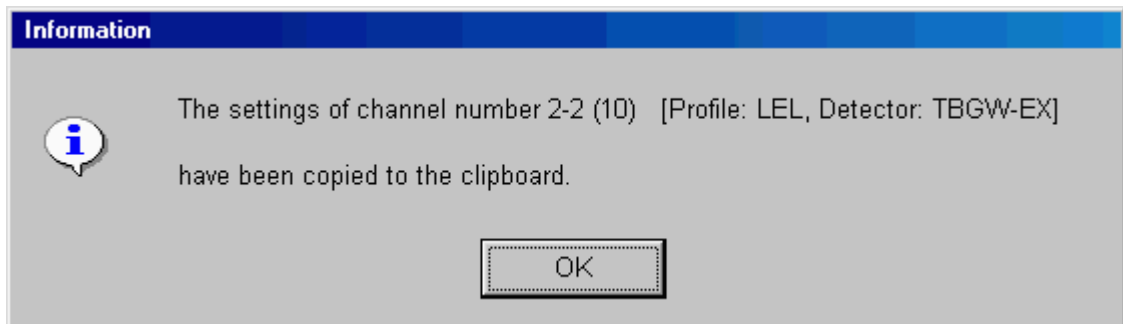 Information
The settings of channel number 2-2 (10) [Profile: LEL, Detector: TBGW-EX]
have been copied to the clipboard.
OK